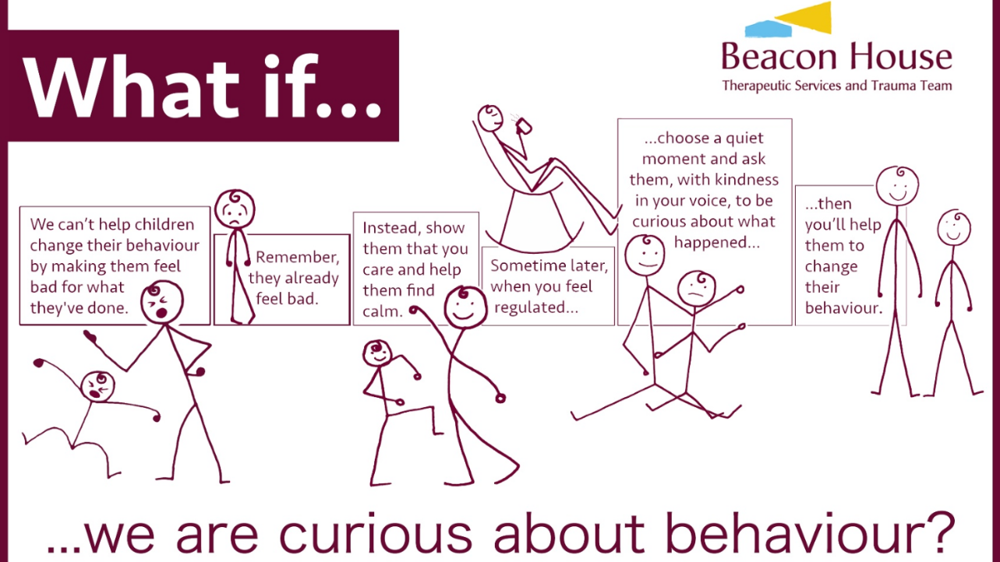 What if...
Beacon House
Therapeutic Services and Trauma Team
We can't help children
change their behaviour
by making them feel
bad for what
they've done.
Remember,
they already
feel bad.
Instead, show
them that you
care and help
them find
calm.
Sometime later,
when you feel
regulated...
...choose a quiet
moment and ask
them, with kindness
in your voice, to be
curious about what
happened...
...then
you'll help
them to
change
their
behaviour.
...we are curious about behaviour?